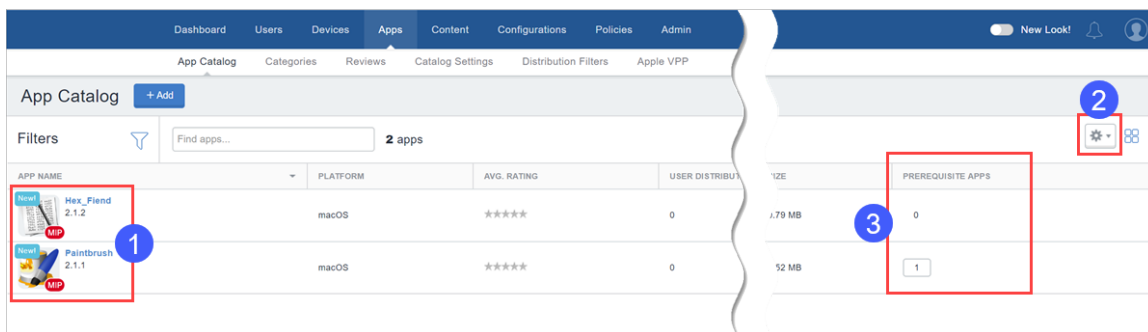 Dashboard Users Devices Apps Content Configurations Policies Admin New Look!
App Catalog Categories Reviews Catalog Settings Distribution Filters Apple VPP
App Catalog + Add
2
Filters Find apps... 2 apps
APP NAME PLATFORM AVG. RATING USER DISTRIBUT IZE PREREQUISITE APPS
New! Hex_Fiend
2.1.2 macOS 0 .79 MB 0
MIP
1
3
New! Paintbrush
2.1.1 macOS 0 52 MB 1
MIP